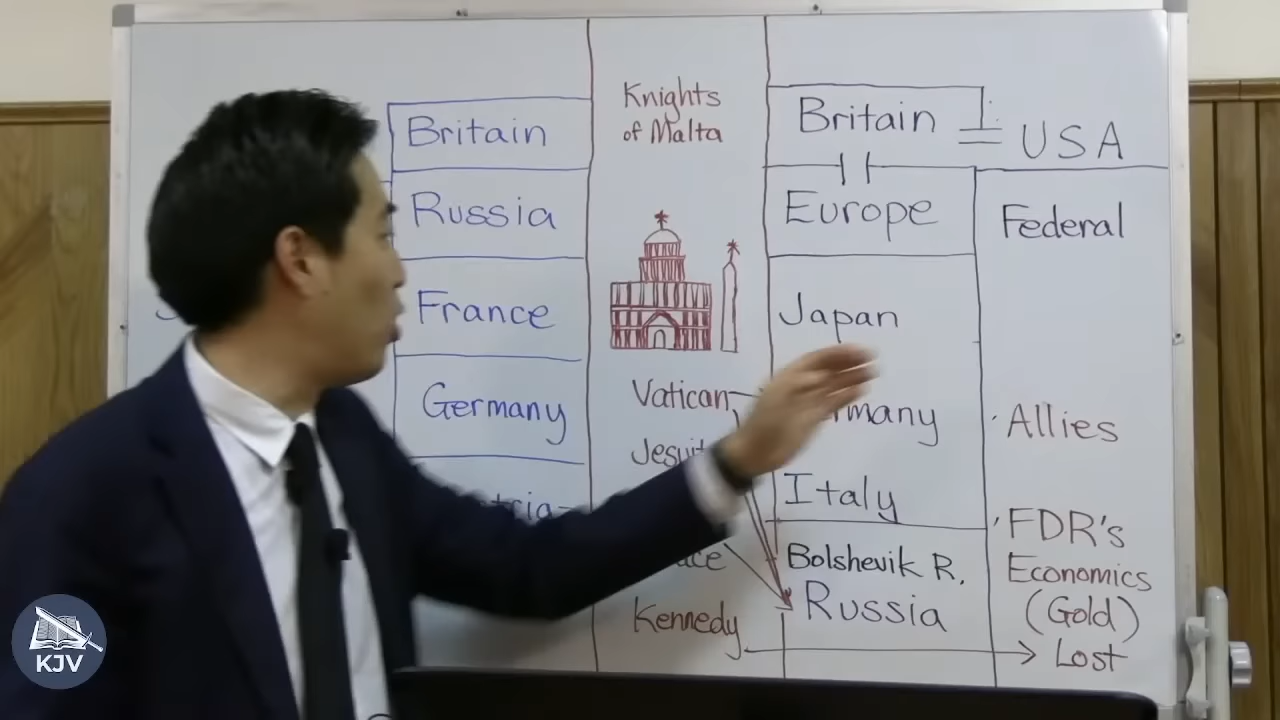 Britain
Russia
France
Germany
Knights
of Malta
Vatican
Kennedy
Britain
Europe
Japan
Italy
Bolshevik R.
Russia
USA
Federal
Allies
FDR's
Economics
(Gold)
Lost
KJV